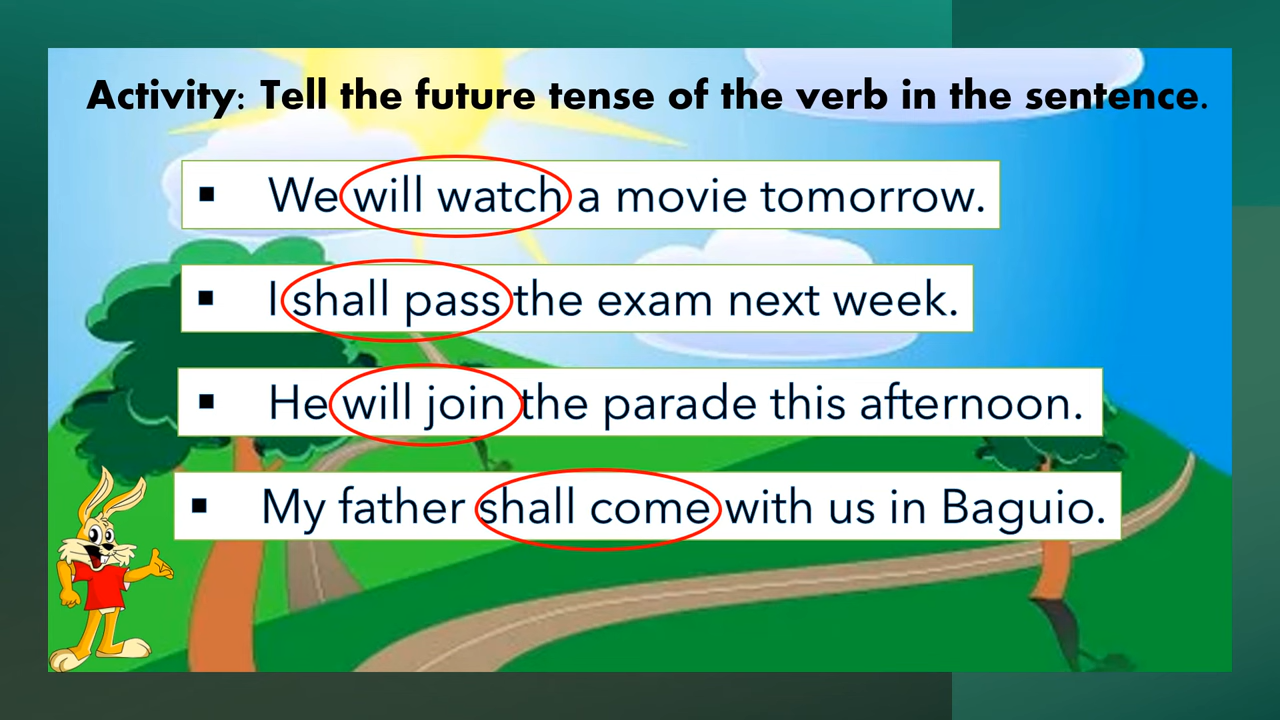 Activity: Tell the future tense of the verb in the sentence.
▪ We will watch a movie tomorrow.
▪ I shall pass the exam next week.
▪ He will join the parade this afternoon.
▪ My father shall come with us in Baguio.